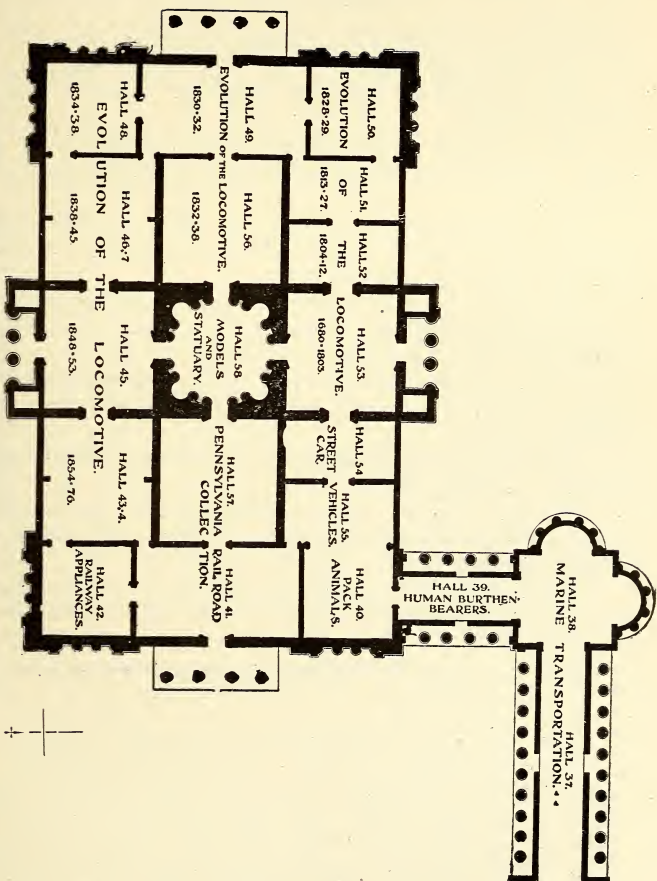 HALL 38.
MARINE TRANSPORTATION.
HALL 37.
HALL 39.
HUMAN BURTHEN
BEARERS.
HALL 50.
EVOLUTION OF THE LOCOMOTIVE.
1828-29.
HALL 51.
1813-27.
HALL 52
1804-12.
HALL 53.
1680-1803.
HALL 54
STREET VEHICLES.
CAR.
HALL 55.
HALL 40.
PACK
ANIMALS.
HALL 49.
EVOLUTION OF THE LOCOMOTIVE.
1830-32.
HALL 56.
1832-38.
HALL 58
MODELS
AND
STATUARY.
HALL 57.
PENNSYLVANIA RAIL ROAD
COLLECTION.
HALL 41.
HALL 48.
EVOLUTION OF THE LOCOMOTIVE.
1834-38.
HALL 46,7
1838-45
HALL 45.
1848-53.
HALL 43,4.
1854-76.
HALL 42
RAILWAY
APPLIANCES.